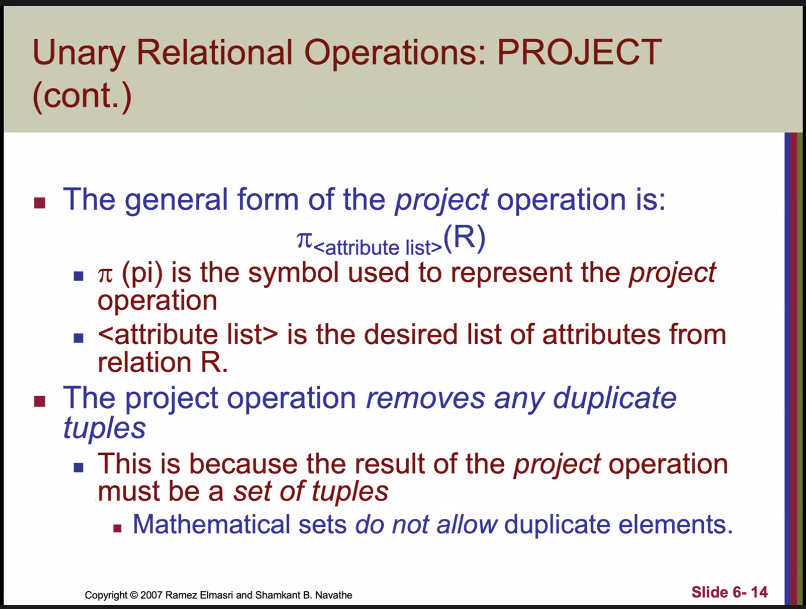 Unary Relational Operations: PROJECT
(cont.)
The general form of the project operation is:
π<attribute list>(R)
π (pi) is the symbol used to represent the project
operation
<attribute list> is the desired list of attributes from
relation R.
The project operation removes any duplicate
tuples
This is because the result of the project operation
must be a set of tuples
Mathematical sets do not allow duplicate elements.
Copyright © 2007 Ramez Elmasri and Shamkant B. Navathe
Slide 6- 14